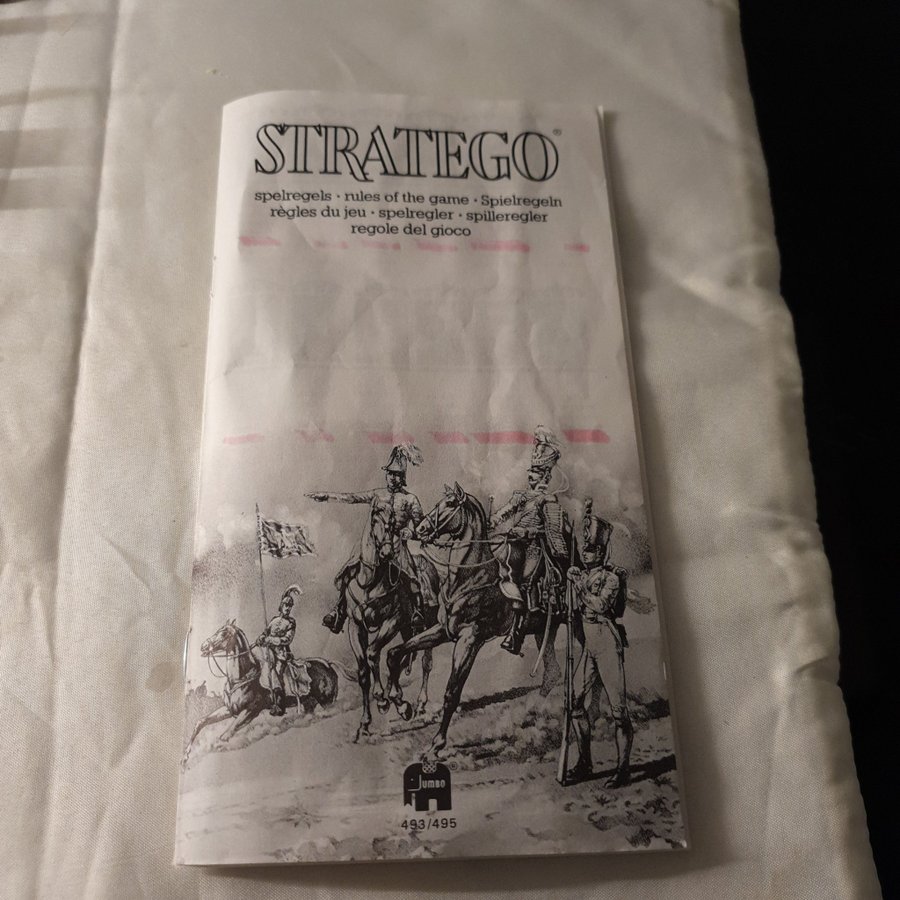 STRATEGO®
spelregels · rules of the game · Spielregeln
règles du jeu · spelregler · spilleregler
regole del gioco
JUMBO ©
493/495